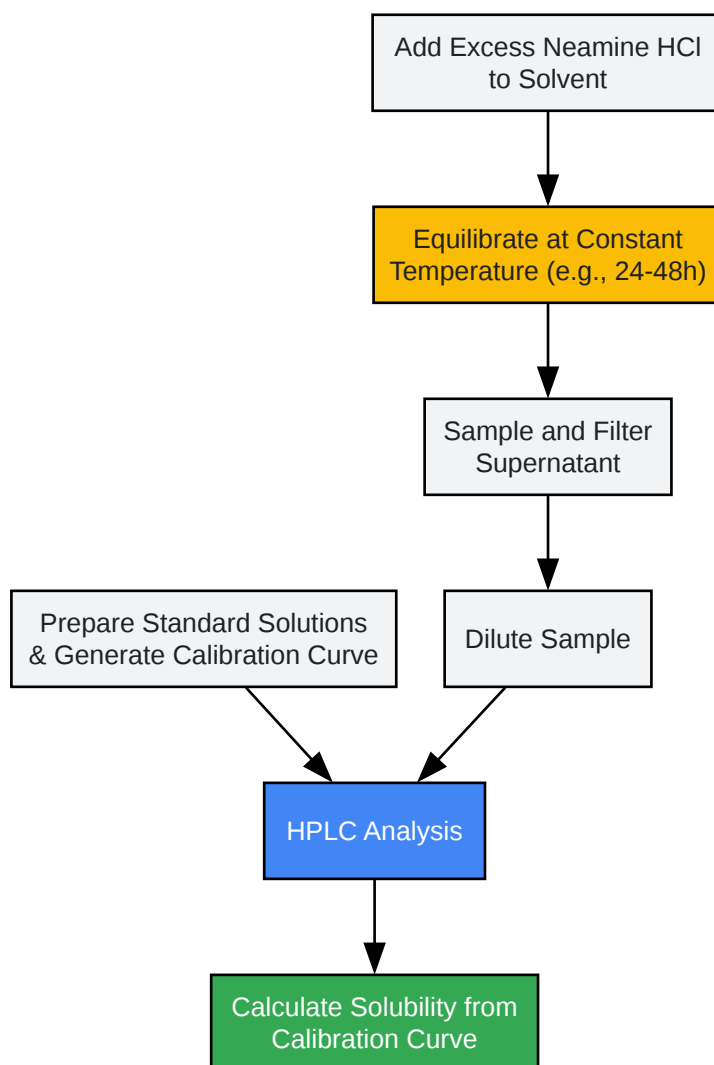 Add Excess Neamine HCl
to Solvent
Equilibrate at Constant
Temperature (e.g., 24-48h)
Sample and Filter
Supernatant
Prepare Standard Solutions
& Generate Calibration Curve
Dilute Sample
HPLC Analysis
Calculate Solubility from
Calibration Curve